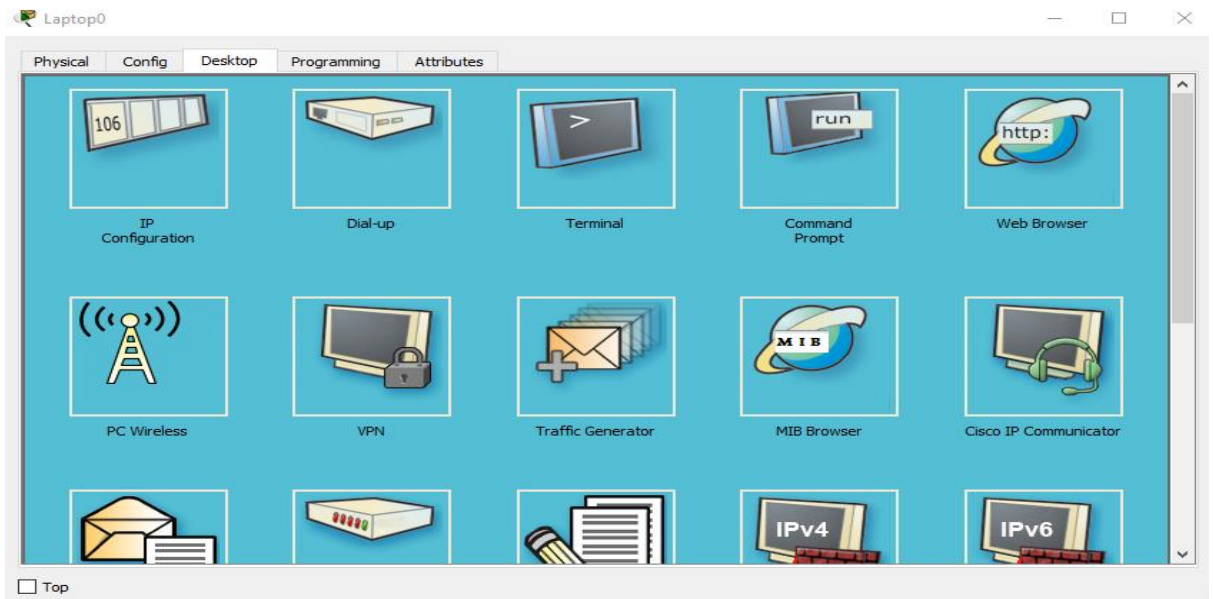 Laptop0
Physical Config Desktop Programming Attributes
106
>
run
http:
IP
Configuration
Dial-up
Terminal
Command
Prompt
Web Browser
MIB
PC Wireless
VPN
Traffic Generator
MIB Browser
Cisco IP Communicator
IPv4
IPv6
Top